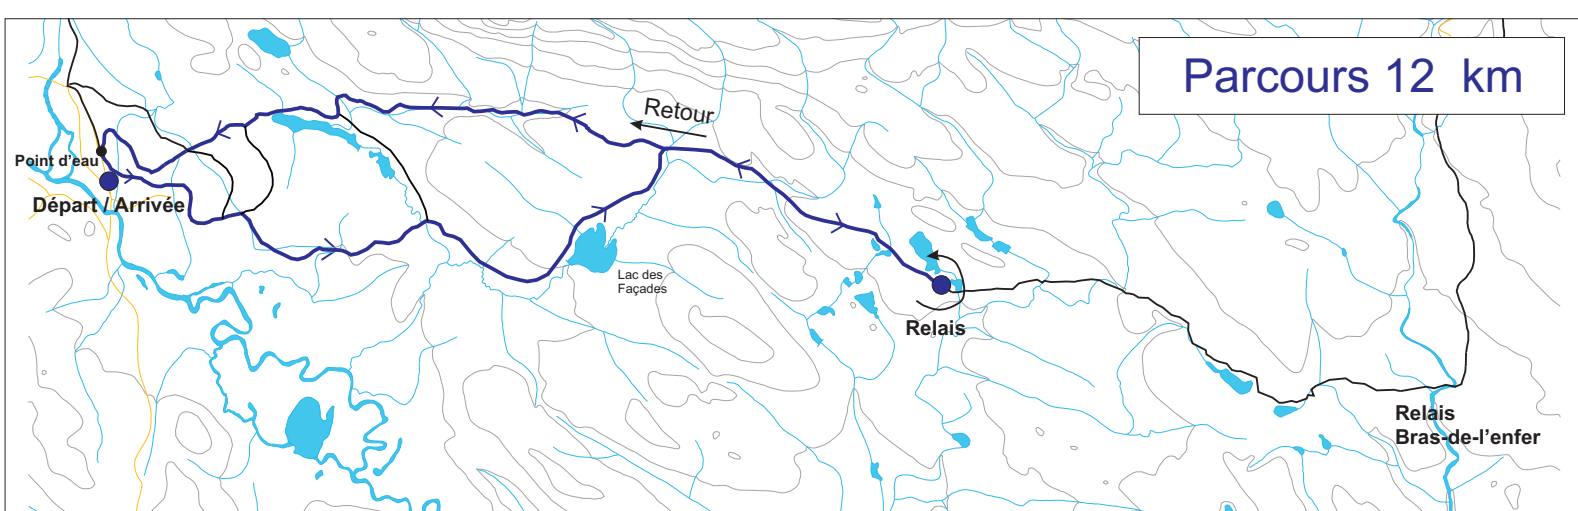 Parcours 12 km
Retour
Point d'eau
Départ / Arrivée
Lac des
Façades
Relais
Relais
Bras-de-l'enfer